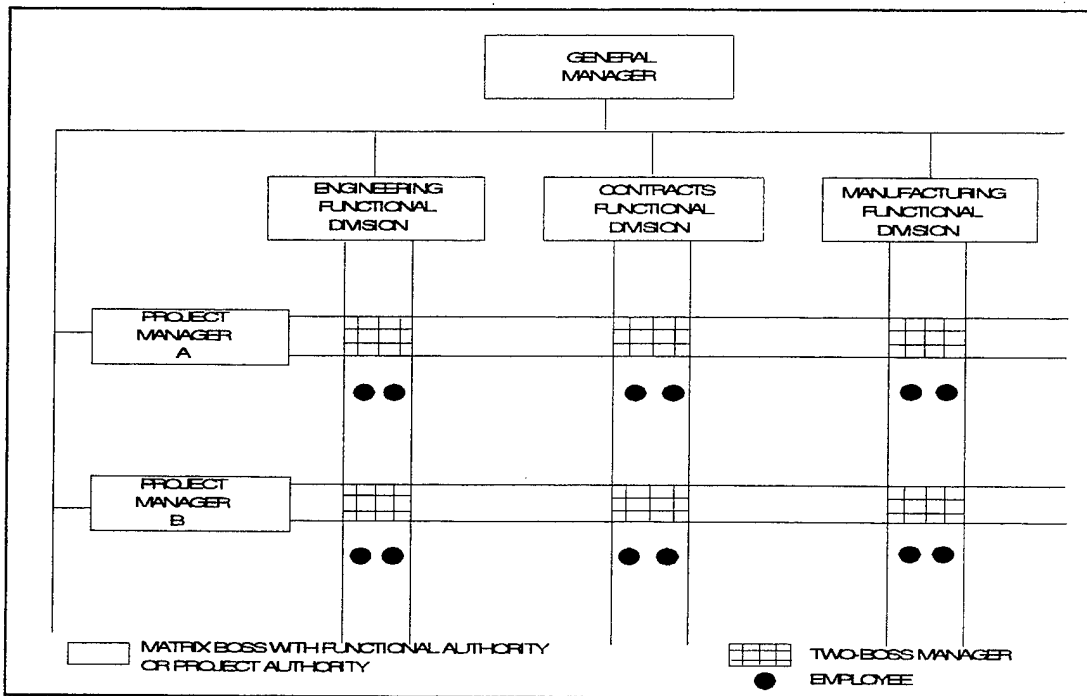 GENERAL
MANAGER
ENGINEERING
FUNCTIONAL
DIVISION
CONTRACTS
FUNCTIONAL
DIVISION
MANUFACTURING
FUNCTIONAL
DIVISION
PROJECT
MANAGER
A
PROJECT
MANAGER
B
MATRIX BOSS WITH FUNCTIONAL AUTHORITY
OR PROJECT AUTHORITY
TWO-BOSS MANAGER
EMPLOYEE